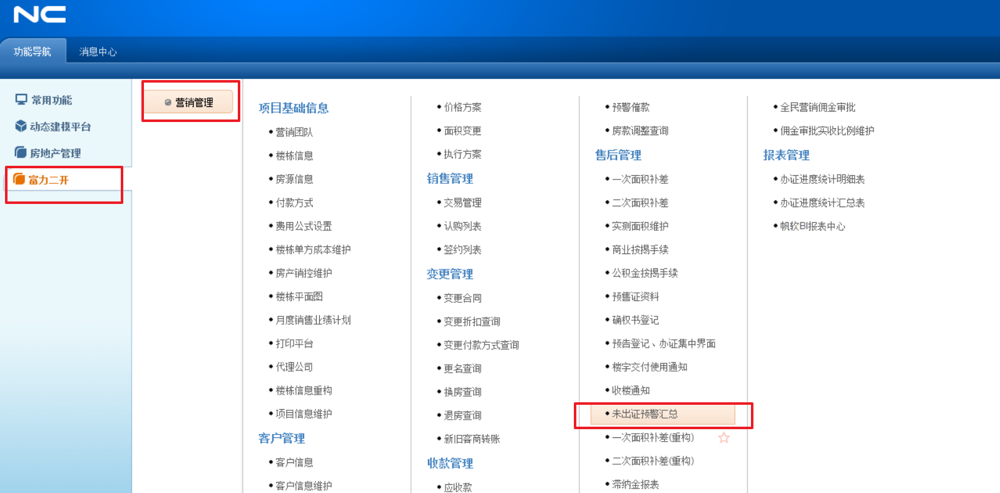 NC
功能导航
消息中心
常用功能
动态建模平台
房地产管理
富力二开
营销管理
项目基础信息
营销团队
楼栋信息
房源信息
付款方式
费用公式设置
楼栋单方成本维护
房产销控维护
楼栋平面图
月度销售业绩计划
打印平台
代理公司
楼栋信息重构
项目信息维护
客户管理
客户信息
客户信息维护
价格方案
面积变更
执行方案
销售管理
交易管理
认购列表
签约列表
变更管理
变更合同
变更折扣查询
变更付款方式查询
更名查询
换房查询
退房查询
新旧客商转账
收款管理
应收款
预警催款
房款调整查询
售后管理
一次面积补差
二次面积补差
实测面积维护
商业按揭手续
公积金按揭手续
预售证资料
确权书登记
预告登记、办证集中界面
楼宇交付使用通知
收楼通知
未出证预警汇总
一次面积补差(重构)
二次面积补差(重构)
滞纳金报表
全民营销佣金审批
佣金审批实收比例维护
报表管理
办证进度统计明细表
办证进度统计汇总表
帆软BI报表中心